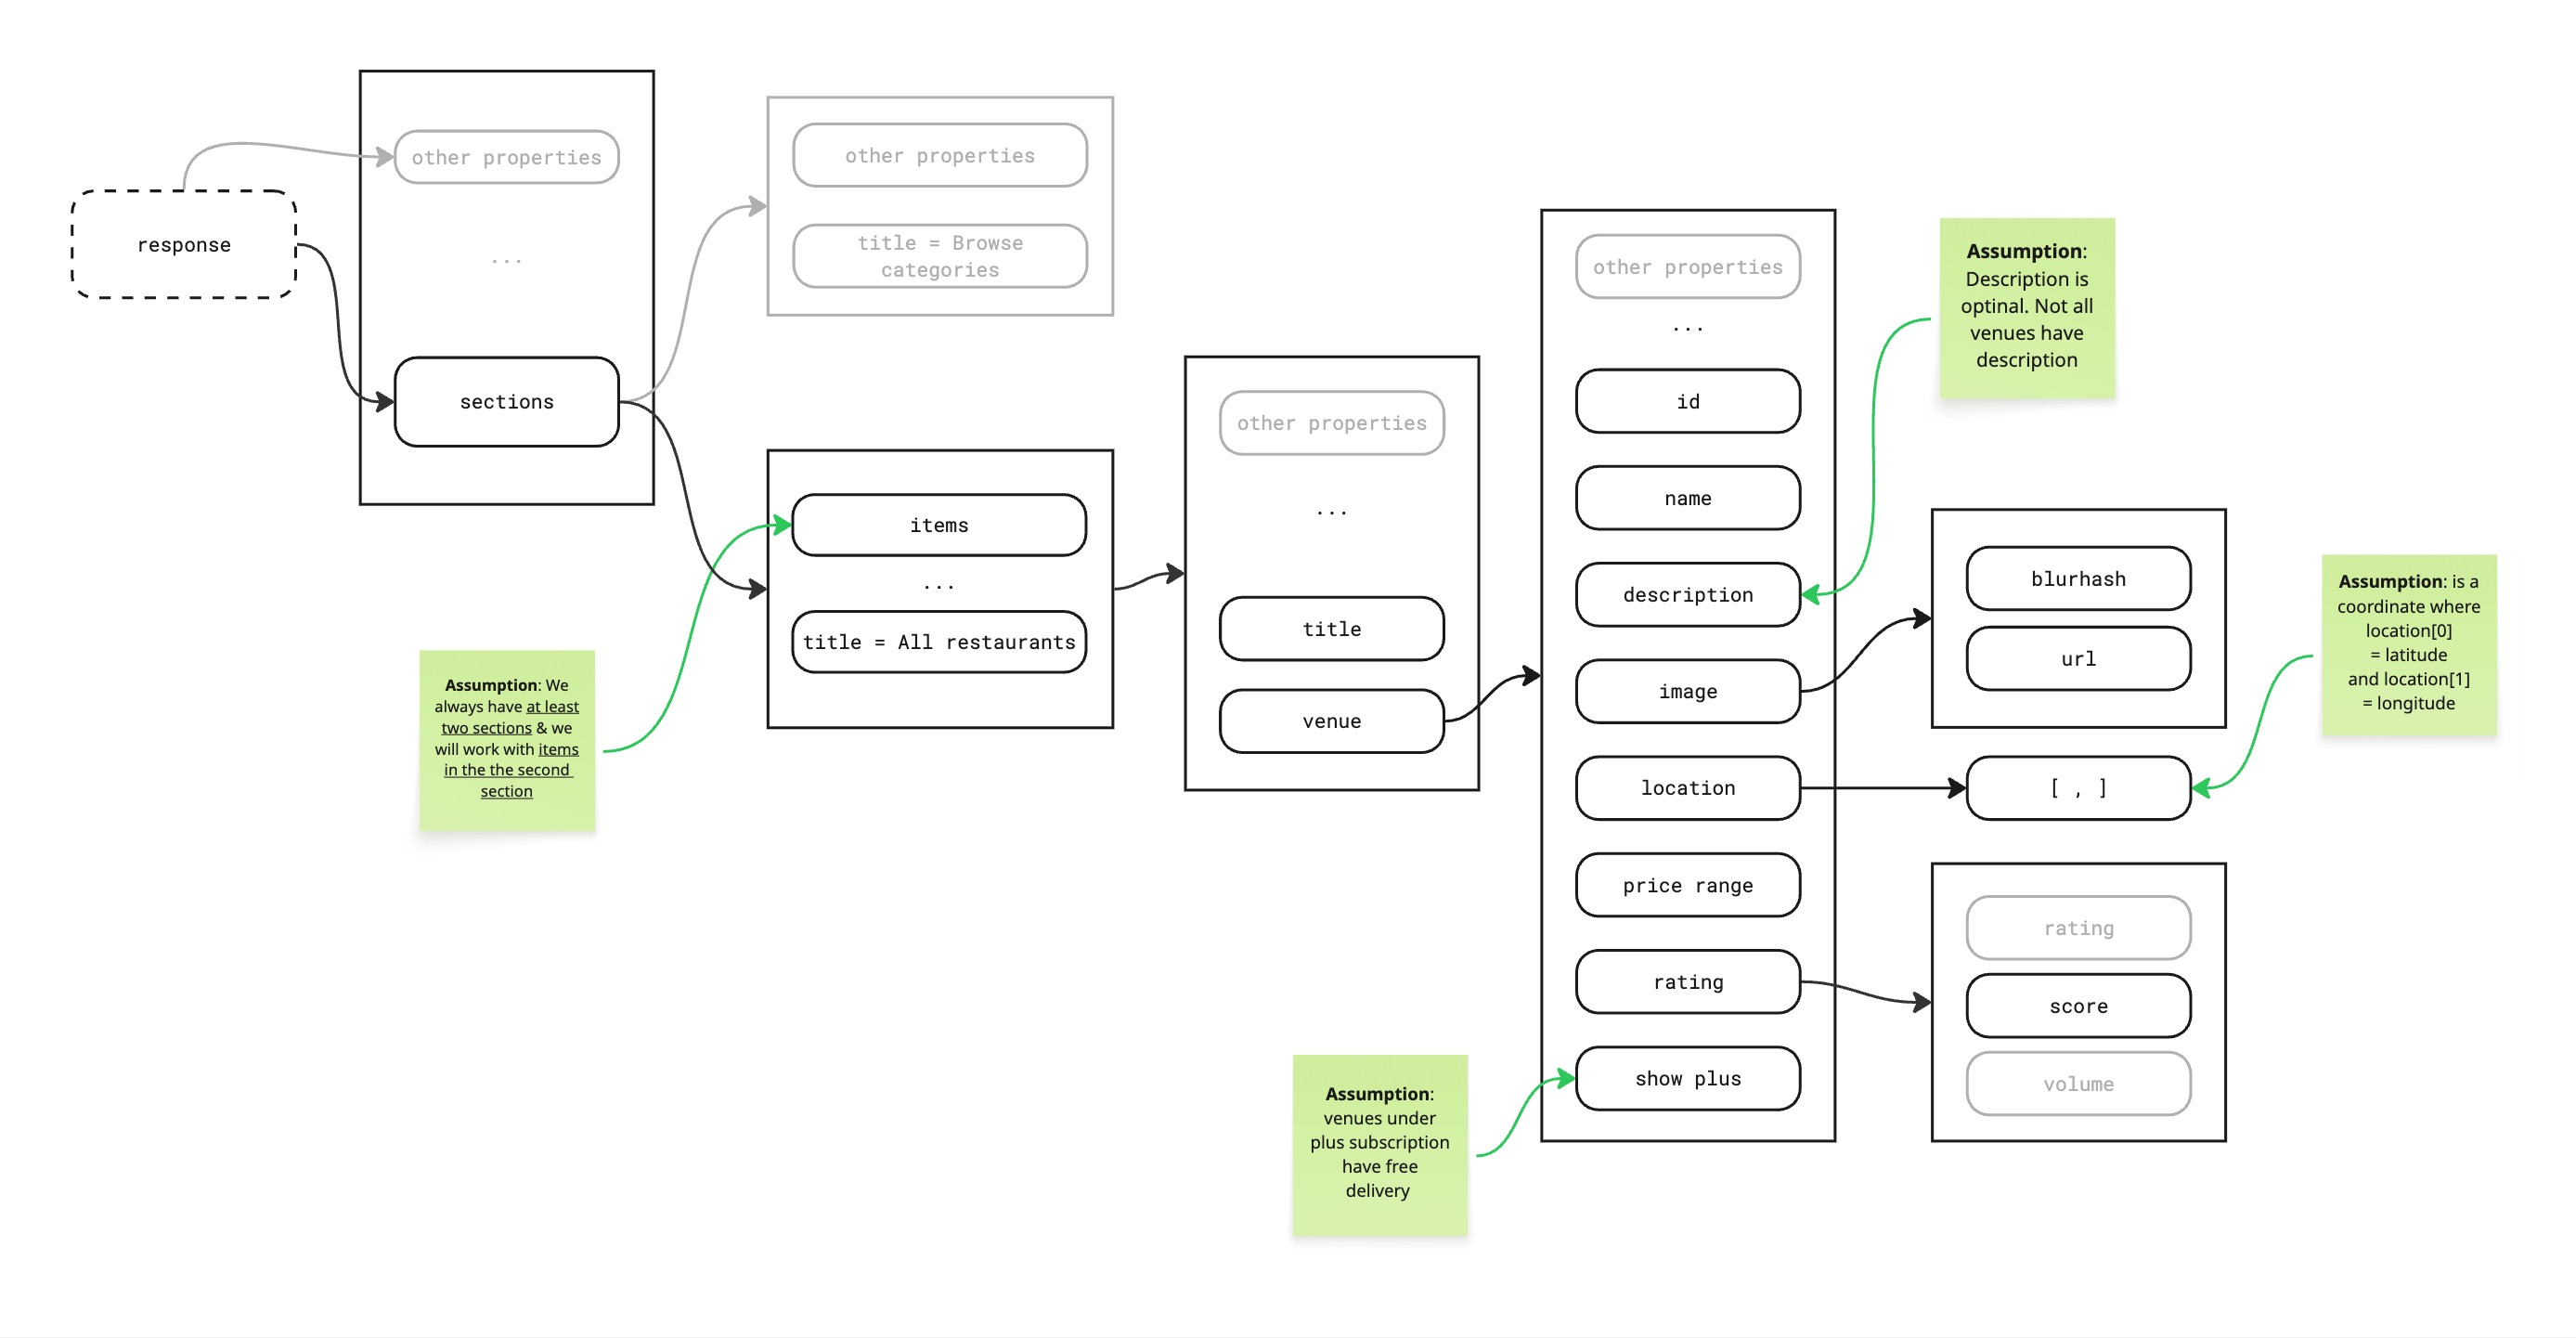 response
other properties
...
sections
other properties
title = Browse
categories
items
...
title = All restaurants
Assumption: We
always have at least
two sections & we
will work with items
in the the second
section
other properties
...
title
venue
other properties
...
id
name
description
image
location
price range
rating
show plus
Assumption:
venues under
plus subscription
have free
delivery
Assumption:
Description is
optinal. Not all
venues have
description
blurhash
url
[ , ]
rating
score
volume
Assumption: is a
coordinate where
location[0]
= latitude
and location[1]
= longitude